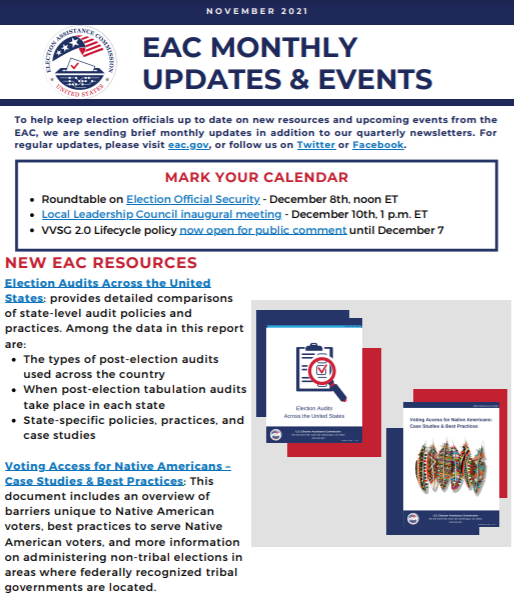 NOVEMBER 2021
ELECTION ASSISTANCE COMMISSION
UNITED STATES
EAC MONTHLY
UPDATES & EVENTS
To help keep election officials up to date on new resources and upcoming events from the
EAC, we are sending brief monthly updates in addition to our quarterly newsletters. For
regular updates, please visit eac.gov, or follow us on Twitter or Facebook.
MARK YOUR CALENDAR
• Roundtable on Election Official Security - December 8th, noon ET
• Local Leadership Council inaugural meeting - December 10th, 1 p.m. ET
• VVSG 2.0 Lifecycle policy now open for public comment until December 7
NEW EAC RESOURCES
Election Audits Across the United
States: provides detailed comparisons
of state-level audit policies and
practices. Among the data in this report
are:
• The types of post-election audits
used across the country
• When post-election tabulation audits
take place in each state
• State-specific policies, practices, and
case studies
Voting Access for Native Americans –
Case Studies & Best Practices: This
document includes an overview of
barriers unique to Native American
voters, best practices to serve Native
American voters, and more information
on administering non-tribal elections in
areas where federally recognized tribal
governments are located.
Election Audits
Across the United States
U.S. Election Assistance Commission
Voting Access for Native Americans:
Case Studies & Best Practices
U.S. Election Assistance Commission